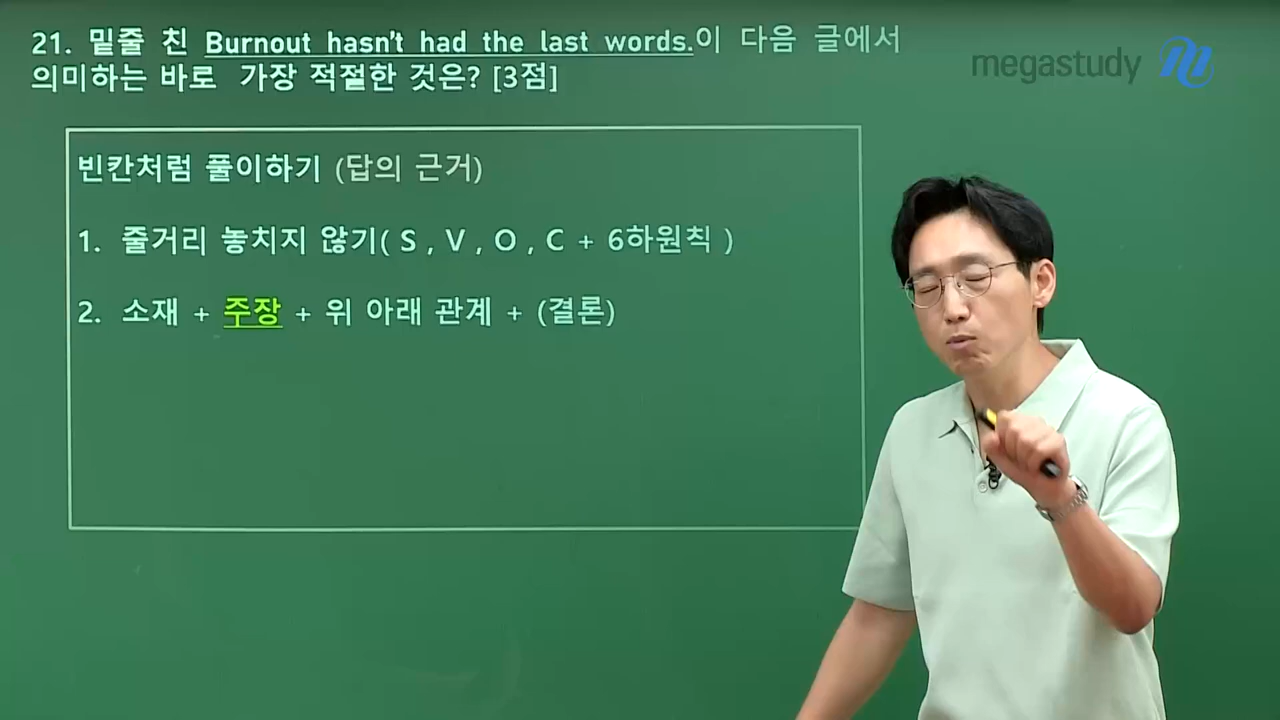 21. 밑줄 친 Burnout hasn't had the last words.이 다음 글에서
의미하는 바로 가장 적절한 것은? [3점]
megastudy
빈칸처럼 풀이하기 (답의 근거)
1. 줄거리 놓치지 않기( S , V , O , C + 6하원칙 )
2. 소재 + 주장 + 위 아래 관계 + (결론)